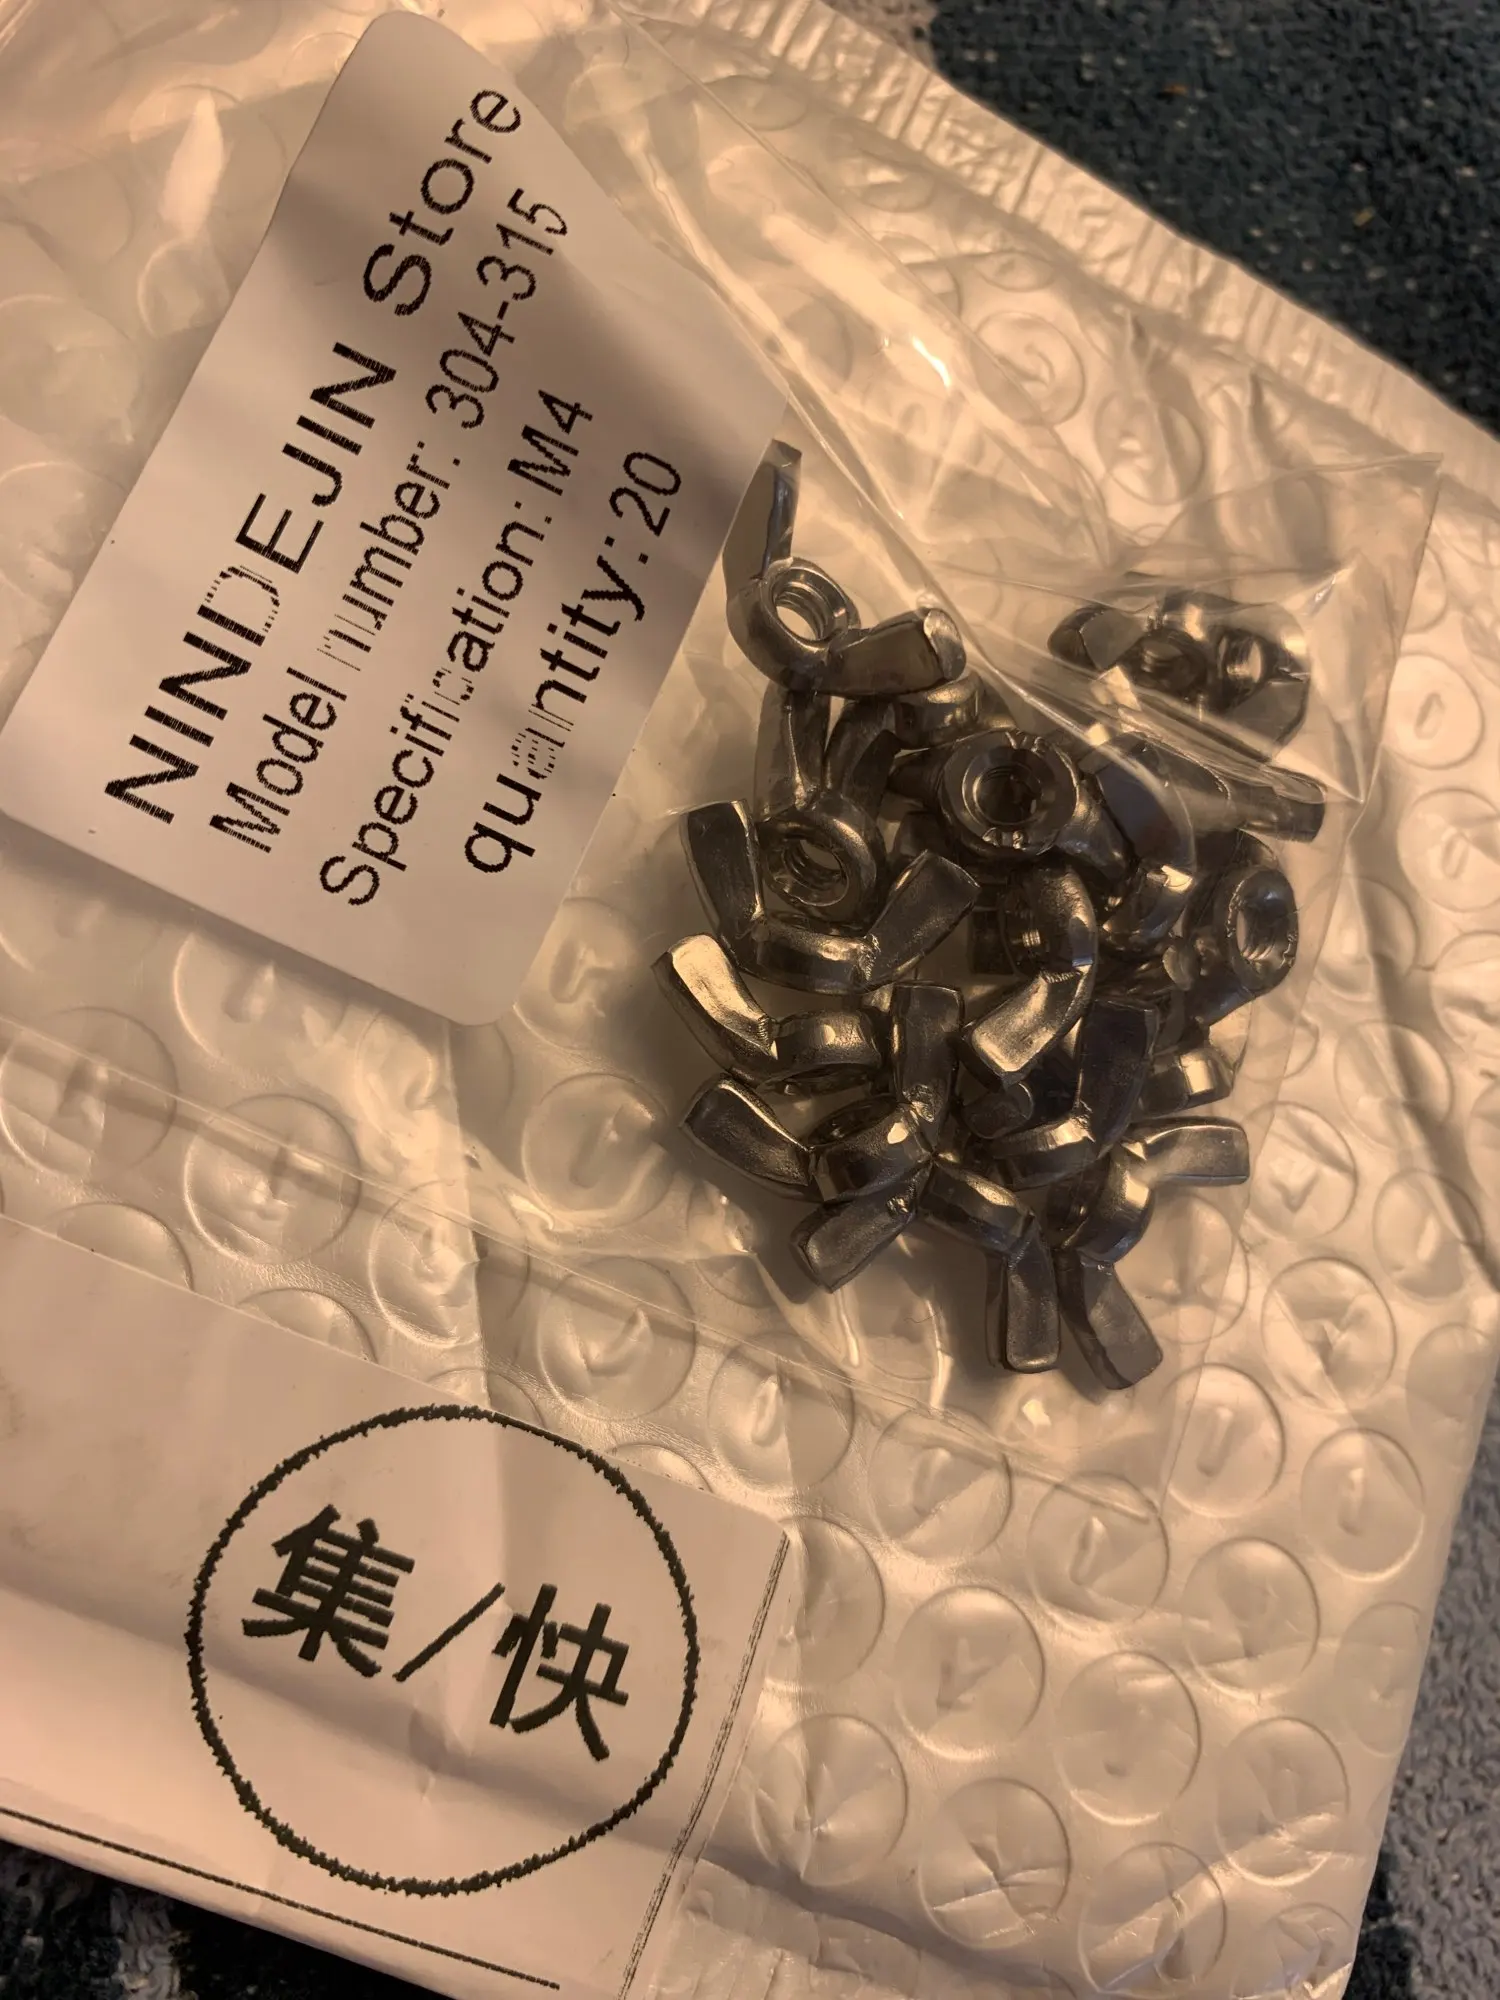 NINDEJIN Store
Model number: 304-315
Specification: M4
quantity: 20
集/快